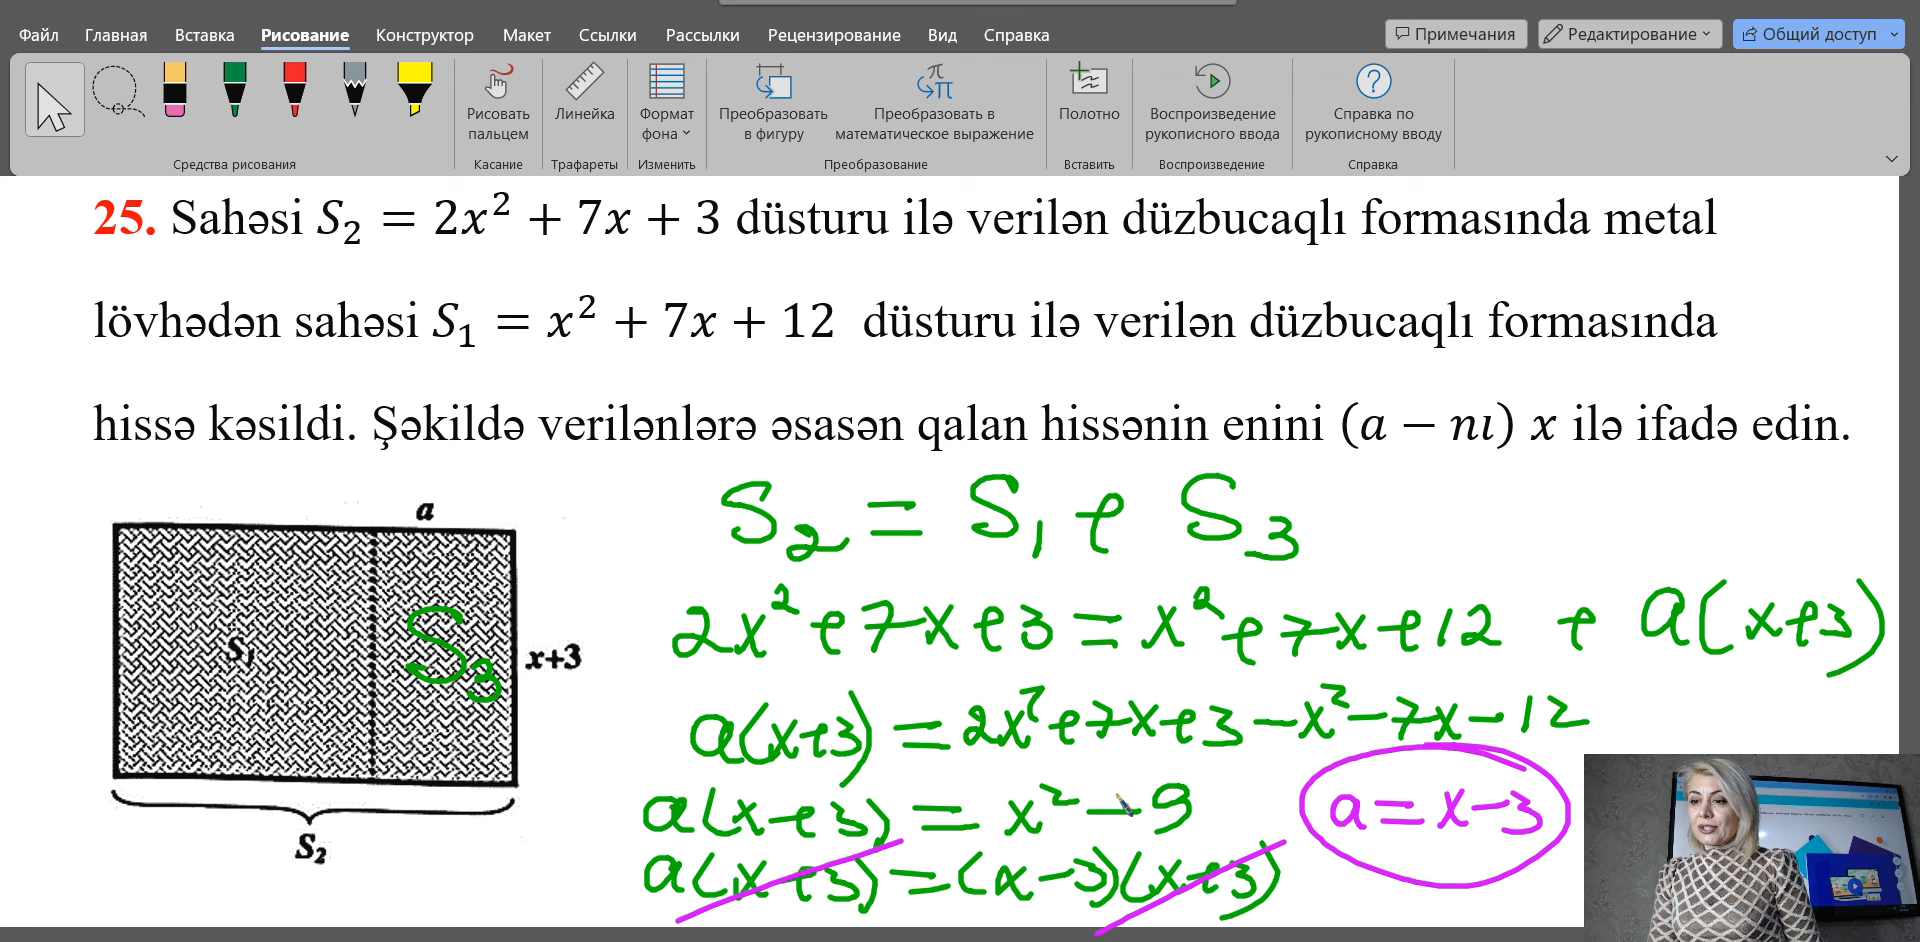 Файл Главная Вставка Рисование Конструктор Макет Ссылки Рассылки Рецензирование Вид Справка Примечания Редактирование Общий доступ
Рисовать пальцем
Линейка
Формат фона
Преобразовать в фигуру
Преобразовать в математическое выражение
Полотно
Воспроизведение рукописного ввода
Справка по рукописному вводу
Средства рисования Касание Трафареты Изменить Преобразование Вставить Воспроизведение Справка
25. Sahəsi S₂ = 2x² + 7x + 3 düsturu ilə verilən düzbucaqlı formasında metal
lövhədən sahəsi S₁ = x² + 7x + 12 düsturu ilə verilən düzbucaqlı formasında
hissə kəsildi. Şəkildə verilənlərə əsasən qalan hissənin enini (a − nı) x ilə ifadə edin.
a
S₁
S₃
x+3
S₂
S₂ = S₁ + S₃
2x² + 7x + 3 = x² + 7x + 12 + a(x+3)
a(x+3) = 2x² + 7x + 3 − x² − 7x − 12
a(x+3) = x² − 9
a(x+3) = (x−3)(x+3)
a = x−3